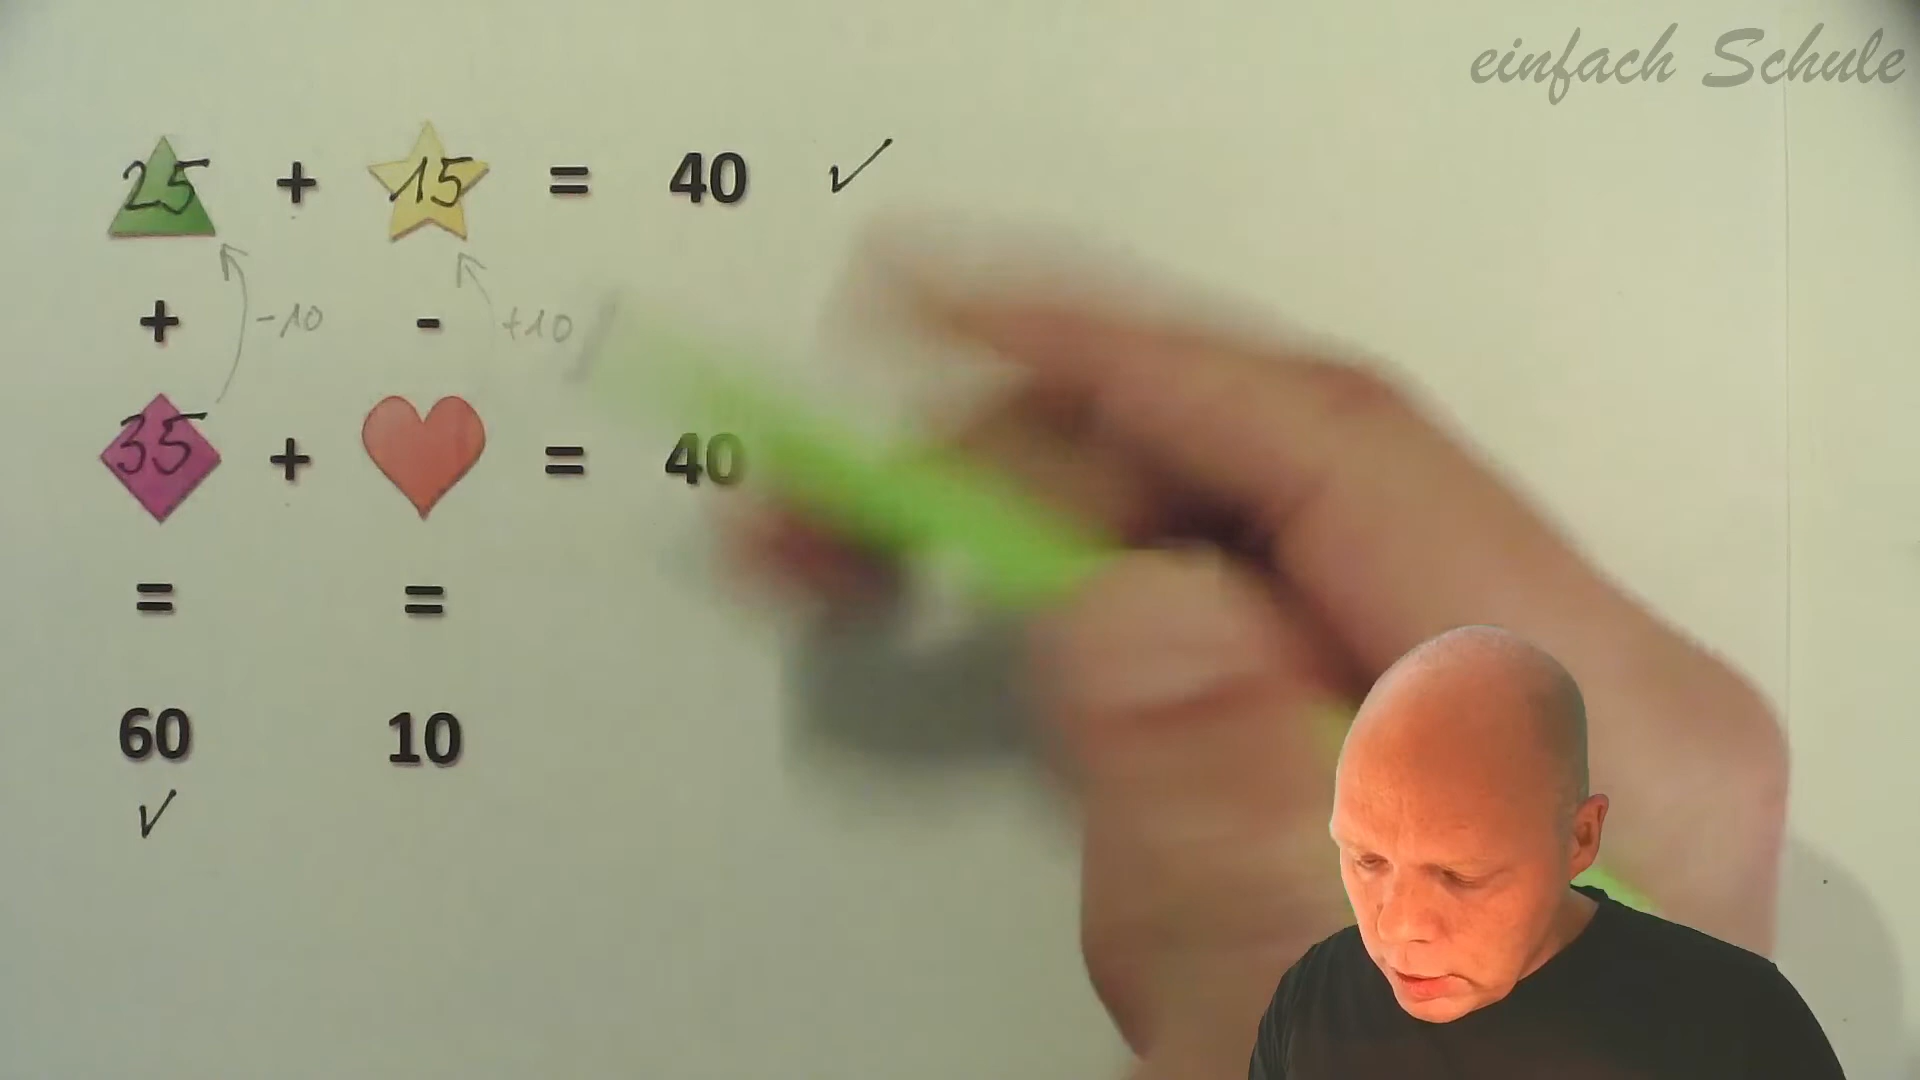 einfach Schule
25 + 15 = 40 ✓
+ -10 - +10
35 + = 40
= =
60 10
✓